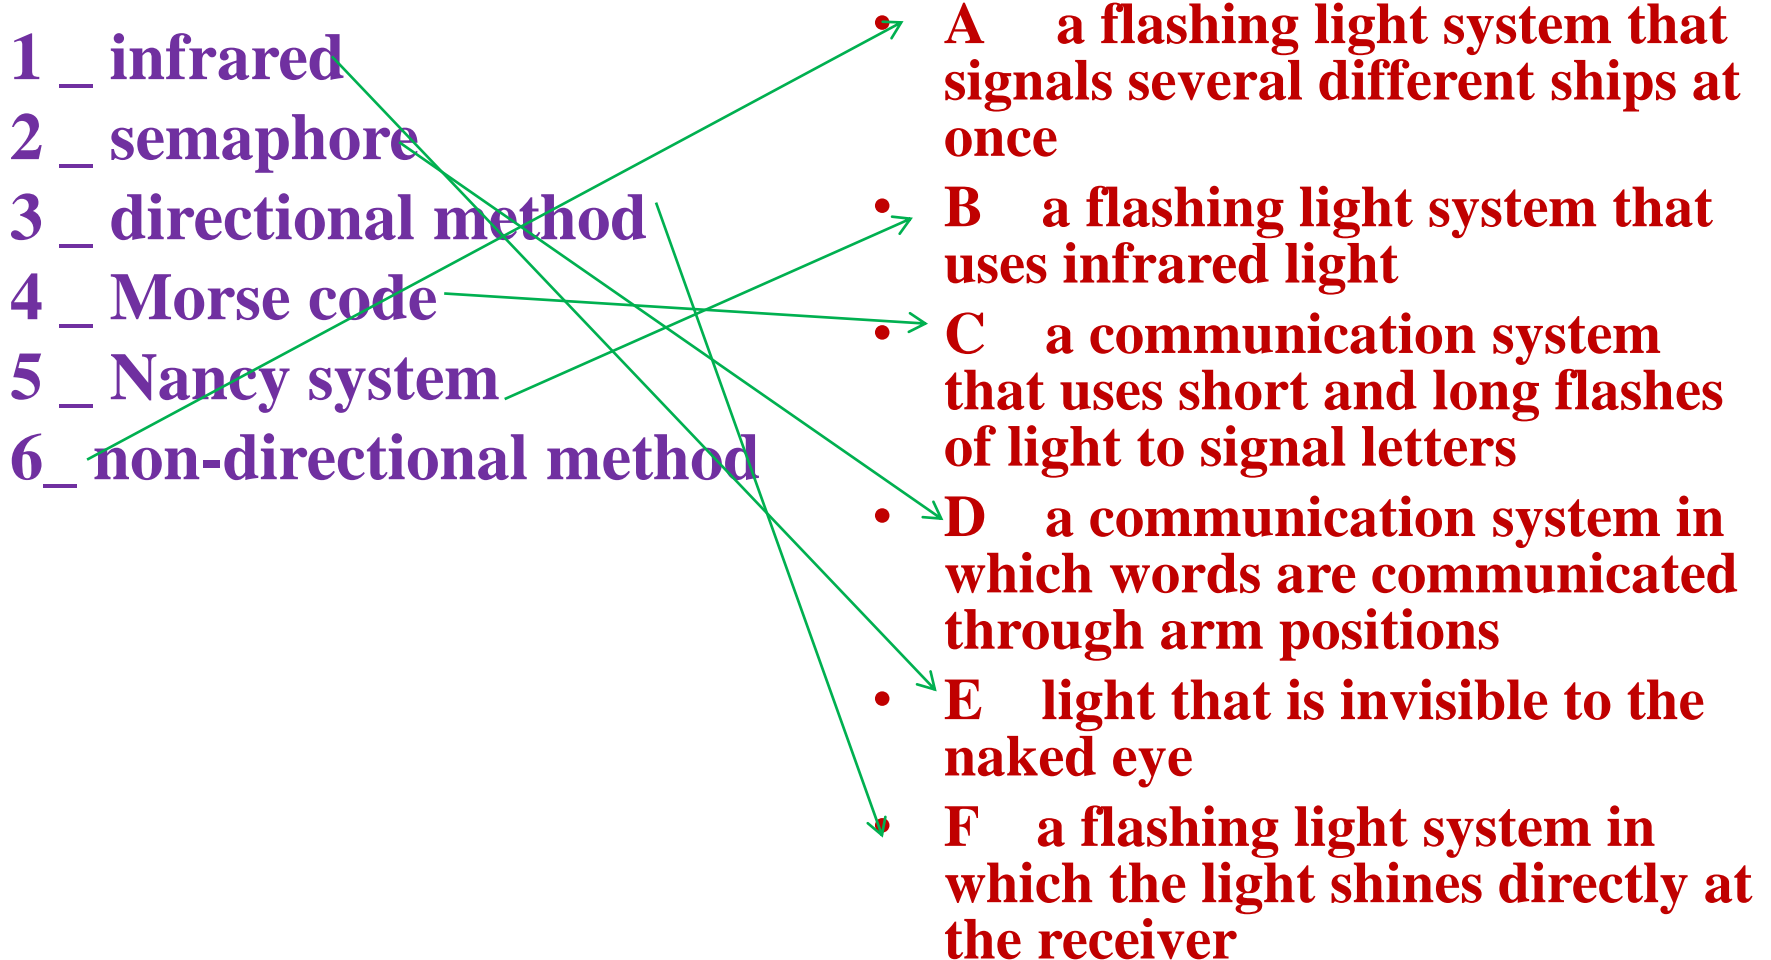 1 _ infrared
2 _ semaphore
3 _ directional method
4 _ Morse code
5 _ Nancy system
6_ non-directional method
• A a flashing light system that
signals several different ships at
once
• B a flashing light system that
uses infrared light
• C a communication system
that uses short and long flashes
of light to signal letters
• D a communication system in
which words are communicated
through arm positions
• E light that is invisible to the
naked eye
• F a flashing light system in
which the light shines directly at
the receiver